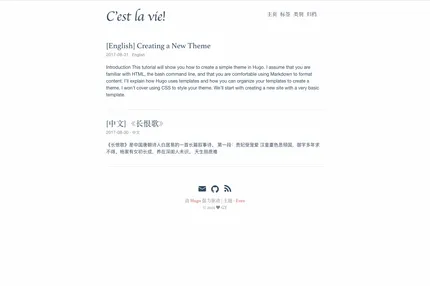 C'est la vie!
主页 标签 类别 归档
[English] Creating a New Theme
2017-08-21 · English
Introduction This tutorial will show you how to create a simple theme in Hugo. I assume that you are
familiar with HTML, the bash command line, and that you are comfortable using Markdown to format
content. I'll explain how Hugo uses templates and how you can organize your templates to create a
theme. I won't cover using CSS to style your theme. We'll start with creating a new site with a very basic
template.
[中文] 《长恨歌》
2017-08-20 · 中文
《长恨歌》是中国唐朝诗人白居易的一首长篇叙事诗。 第一段：贵妃受宠爱 汉皇重色思倾国，御宇多年求
不得。杨家有女初长成，养在深闺人未识。 天生丽质难
由 Hugo 强力驱动 | 主题 - Even